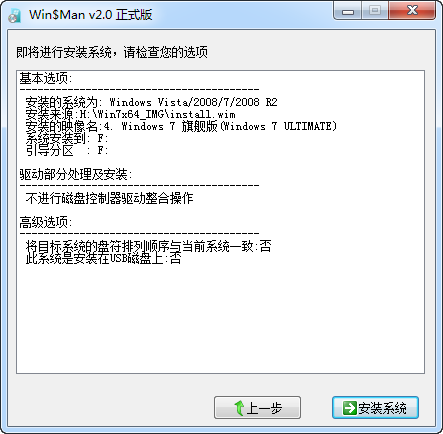 Win$Man v2.0 正式版
即将进行安装系统，请检查您的选项
基本选项:
----------------------------------------
安装的系统为: Windows Vista/2008/7/2008 R2
安装来源:H:\Win7x64_IMG\install.wim
安装的映像名:4. Windows 7 旗舰版(Windows 7 ULTIMATE)
系统安装到: F:
引导分区  : F:
驱动部分处理及安装:
----------------------------------------
不进行磁盘控制器驱动整合操作
高级选项:
----------------------------------------
将目标系统的盘符排列顺序与当前系统一致:否
此系统是安装在USB磁盘上:否
上一步
安装系统